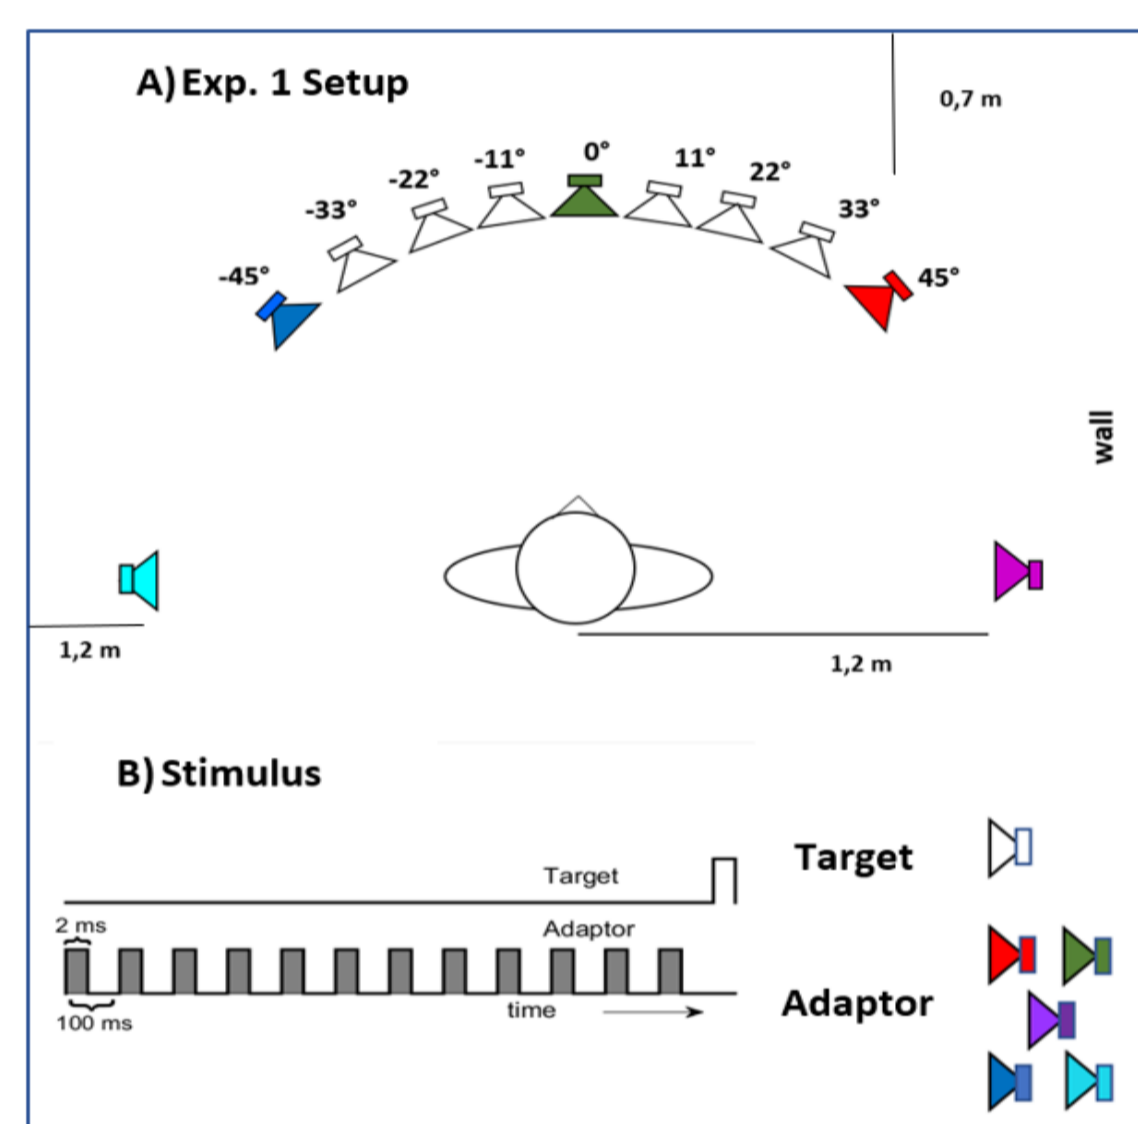 A) Exp. 1 Setup
0,7 m
0°
-11°
11°
-22°
22°
-33°
33°
-45°
45°
wall
1,2 m
1,2 m
B) Stimulus
Target
Target
2 ms
Adaptor
Adaptor
time
100 ms